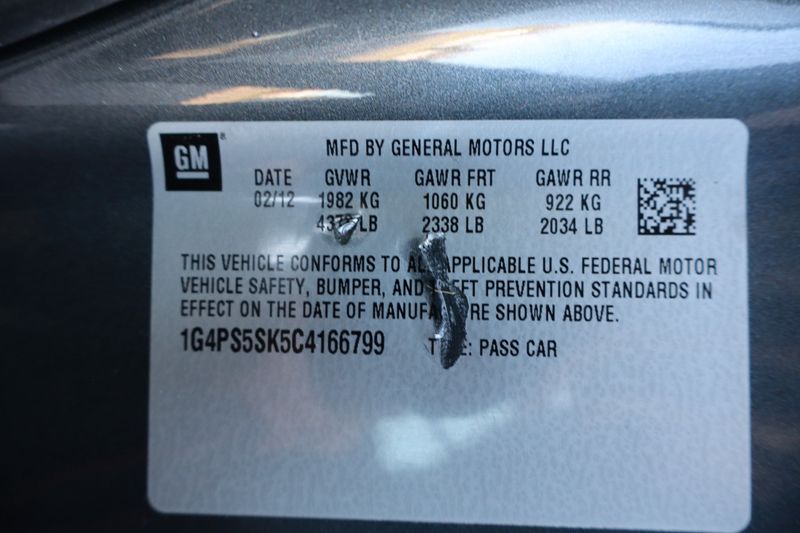 GM
MFD BY GENERAL MOTORS LLC
DATE GVWR GAWR FRT GAWR RR
02/12 1982 KG 1060 KG 922 KG
LB 2338 LB 2034 LB
THIS VEHICLE CONFORMS TO APPLICABLE U.S. FEDERAL MOTOR
VEHICLE SAFETY, BUMPER, AND PREVENTION STANDARDS IN
EFFECT ON THE DATE OF SHOWN ABOVE.
1G4PS5SK5C4166799 PASS CAR